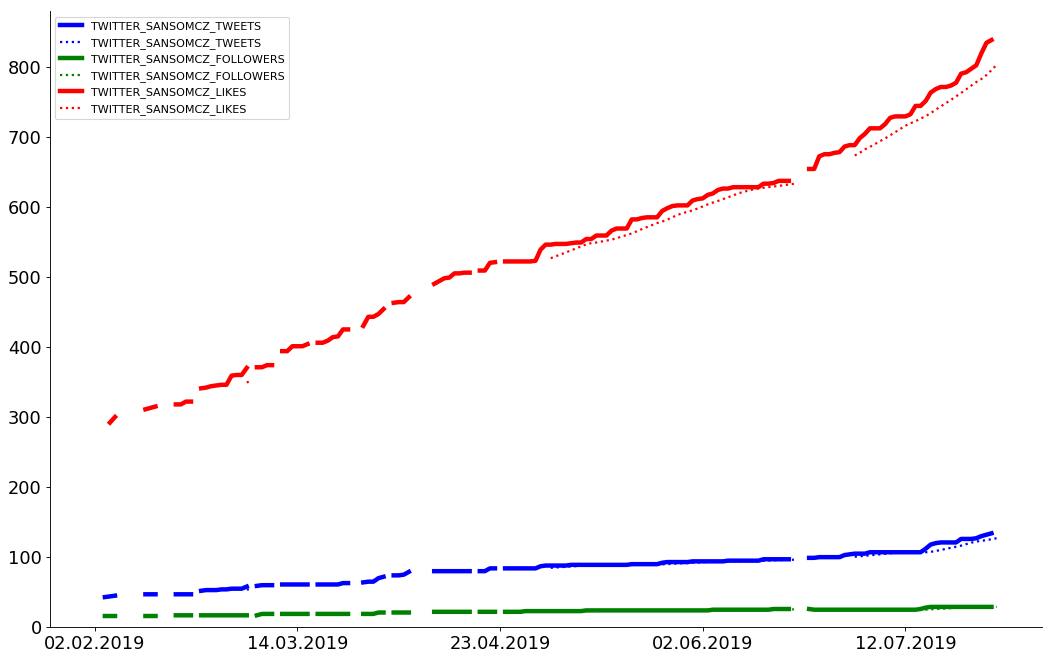 TWITTER_SANSOMCZ_TWEETS
TWITTER_SANSOMCZ_TWEETS
TWITTER_SANSOMCZ_FOLLOWERS
TWITTER_SANSOMCZ_FOLLOWERS
TWITTER_SANSOMCZ_LIKES
TWITTER_SANSOMCZ_LIKES
800
700
600
500
400
300
200
100
0
02.02.2019 14.03.2019 23.04.2019 02.06.2019 12.07.2019